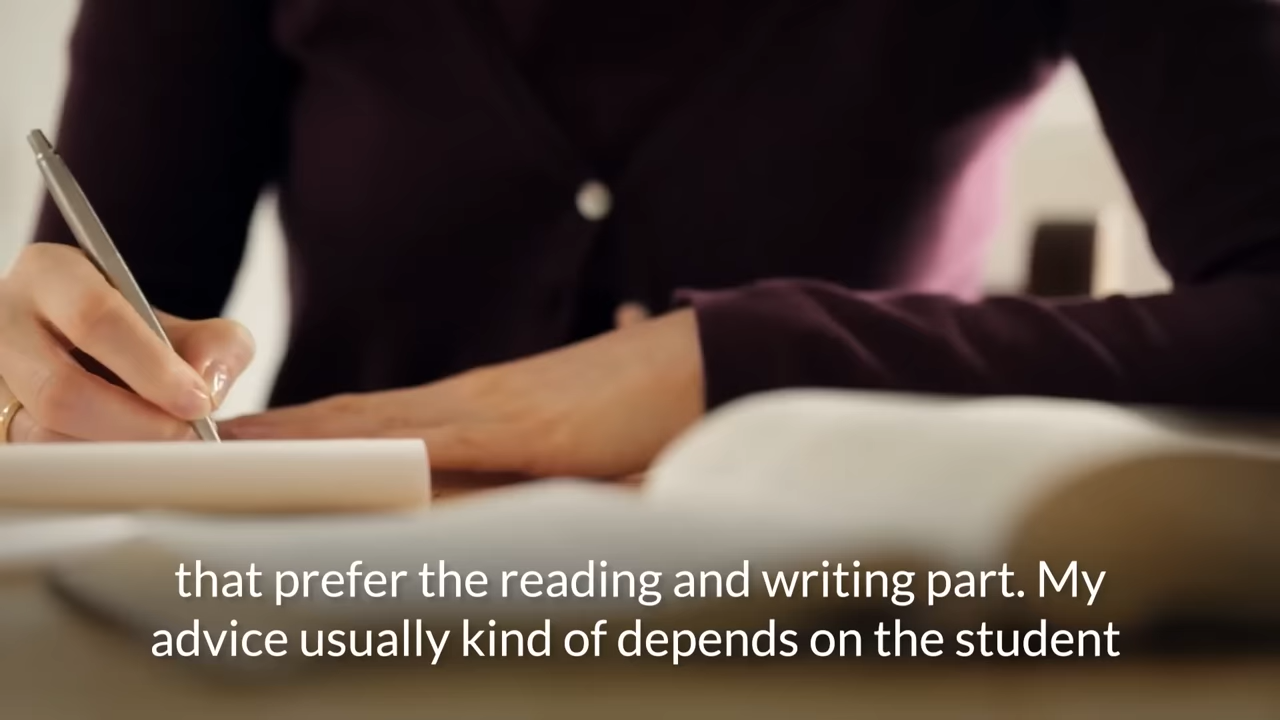 that prefer the reading and writing part. My
advice usually kind of depends on the student